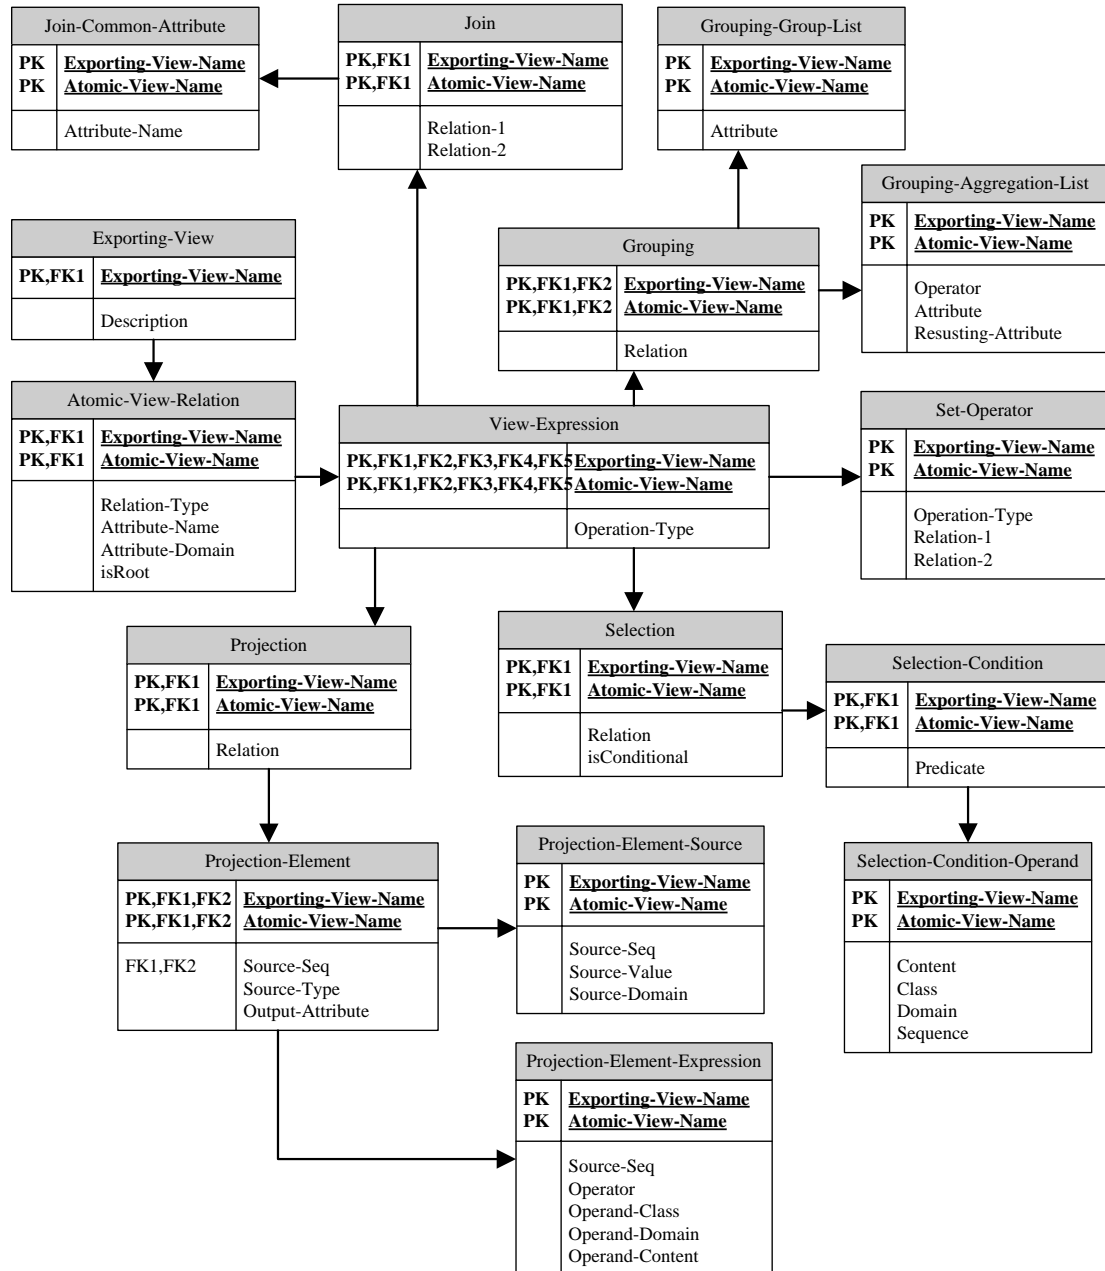 Join-Common-Attribute
PK Exporting-View-Name
PK Atomic-View-Name
Attribute-Name
Join
PK,FK1 Exporting-View-Name
PK,FK1 Atomic-View-Name
Relation-1
Relation-2
Grouping-Group-List
PK Exporting-View-Name
PK Atomic-View-Name
Attribute
Grouping-Aggregation-List
PK Exporting-View-Name
PK Atomic-View-Name
Operator
Attribute
Resusting-Attribute
Exporting-View
PK,FK1 Exporting-View-Name
Description
Grouping
PK,FK1,FK2 Exporting-View-Name
PK,FK1,FK2 Atomic-View-Name
Relation
Atomic-View-Relation
PK,FK1 Exporting-View-Name
PK,FK1 Atomic-View-Name
Relation-Type
Attribute-Name
Attribute-Domain
isRoot
View-Expression
PK,FK1,FK2,FK3,FK4,FK5 Exporting-View-Name
PK,FK1,FK2,FK3,FK4,FK5 Atomic-View-Name
Operation-Type
Set-Operator
PK Exporting-View-Name
PK Atomic-View-Name
Operation-Type
Relation-1
Relation-2
Projection
PK,FK1 Exporting-View-Name
PK,FK1 Atomic-View-Name
Relation
Selection
PK,FK1 Exporting-View-Name
PK,FK1 Atomic-View-Name
Relation
isConditional
Selection-Condition
PK,FK1 Exporting-View-Name
PK,FK1 Atomic-View-Name
Predicate
Projection-Element
PK,FK1,FK2 Exporting-View-Name
PK,FK1,FK2 Atomic-View-Name
FK1,FK2 Source-Seq
Source-Type
Output-Attribute
Projection-Element-Source
PK Exporting-View-Name
PK Atomic-View-Name
Source-Seq
Source-Value
Source-Domain
Selection-Condition-Operand
PK Exporting-View-Name
PK Atomic-View-Name
Content
Class
Domain
Sequence
Projection-Element-Expression
PK Exporting-View-Name
PK Atomic-View-Name
Source-Seq
Operator
Operand-Class
Operand-Domain
Operand-Content